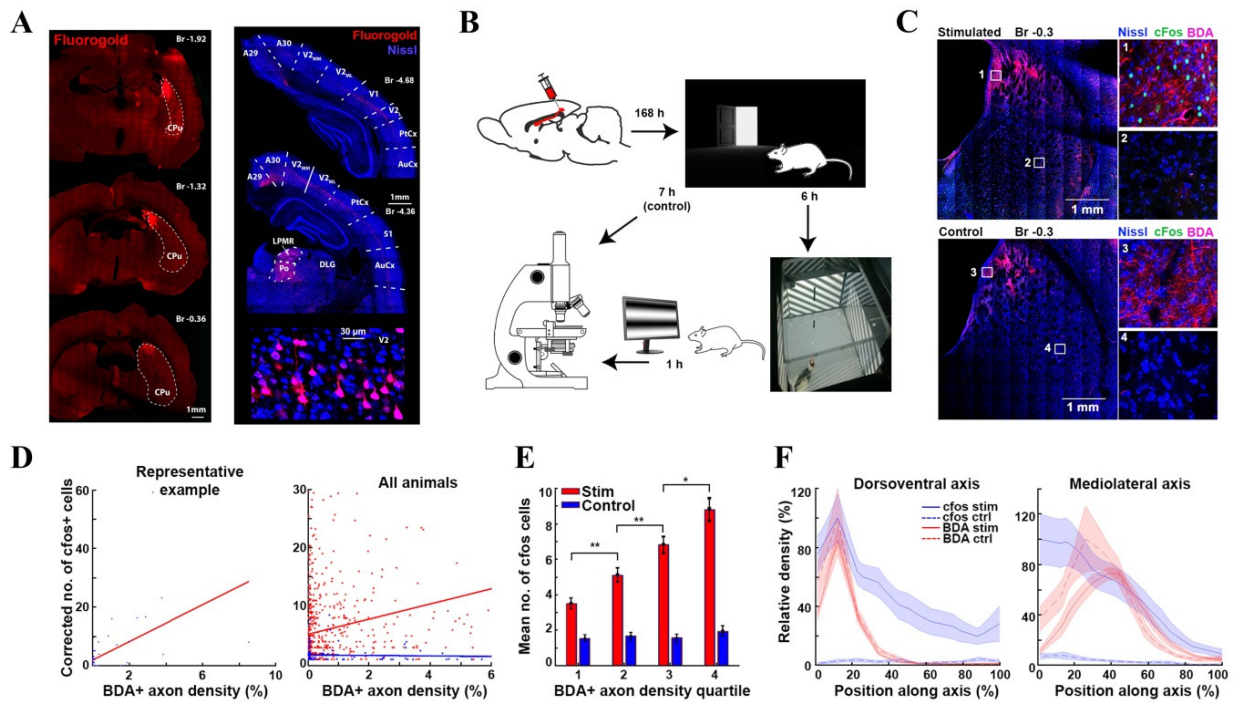 A
Fluorogold
Br -1.92
CPu
Br -1.32
CPu
Br -0.36
CPu
1mm
Fluorogold
Nissl
A29
A30
V2MM
V2ML
Br -4.68
V1
V2L
PtCx
AuCx
A30
A29
V2MM
V2ML
1mm
Br -4.36
PtCx
S1
LPMR
Po
DLG
AuCx
30 µm
V2
B
168 h
7 h
(control)
6 h
1 h
C
Stimulated Br -0.3
Nissl cFos BDA
1
1
2
2
1 mm
Control Br -0.3
Nissl cFos BDA
3
3
4
4
1 mm
D
Representative
example
Corrected no. of cfos+ cells
60
40
20
0
0 2 4 6 8 10
BDA+ axon density (%)
All animals
30
20
10
0
0 2 4 6
BDA+ axon density (%)
E
Mean no. of cfos cells
10
8
6
4
2
0
Stim
Control
**
**
*
1 2 3 4
BDA+ axon density quartile
F
Dorsoventral axis
Relative density (%)
120
80
40
0
cfos stim
cfos ctrl
BDA stim
BDA ctrl
0 20 40 60 100
Position along axis
Mediolateral axis
120
80
40
0
0 20 40 60 80 100
Position along axis